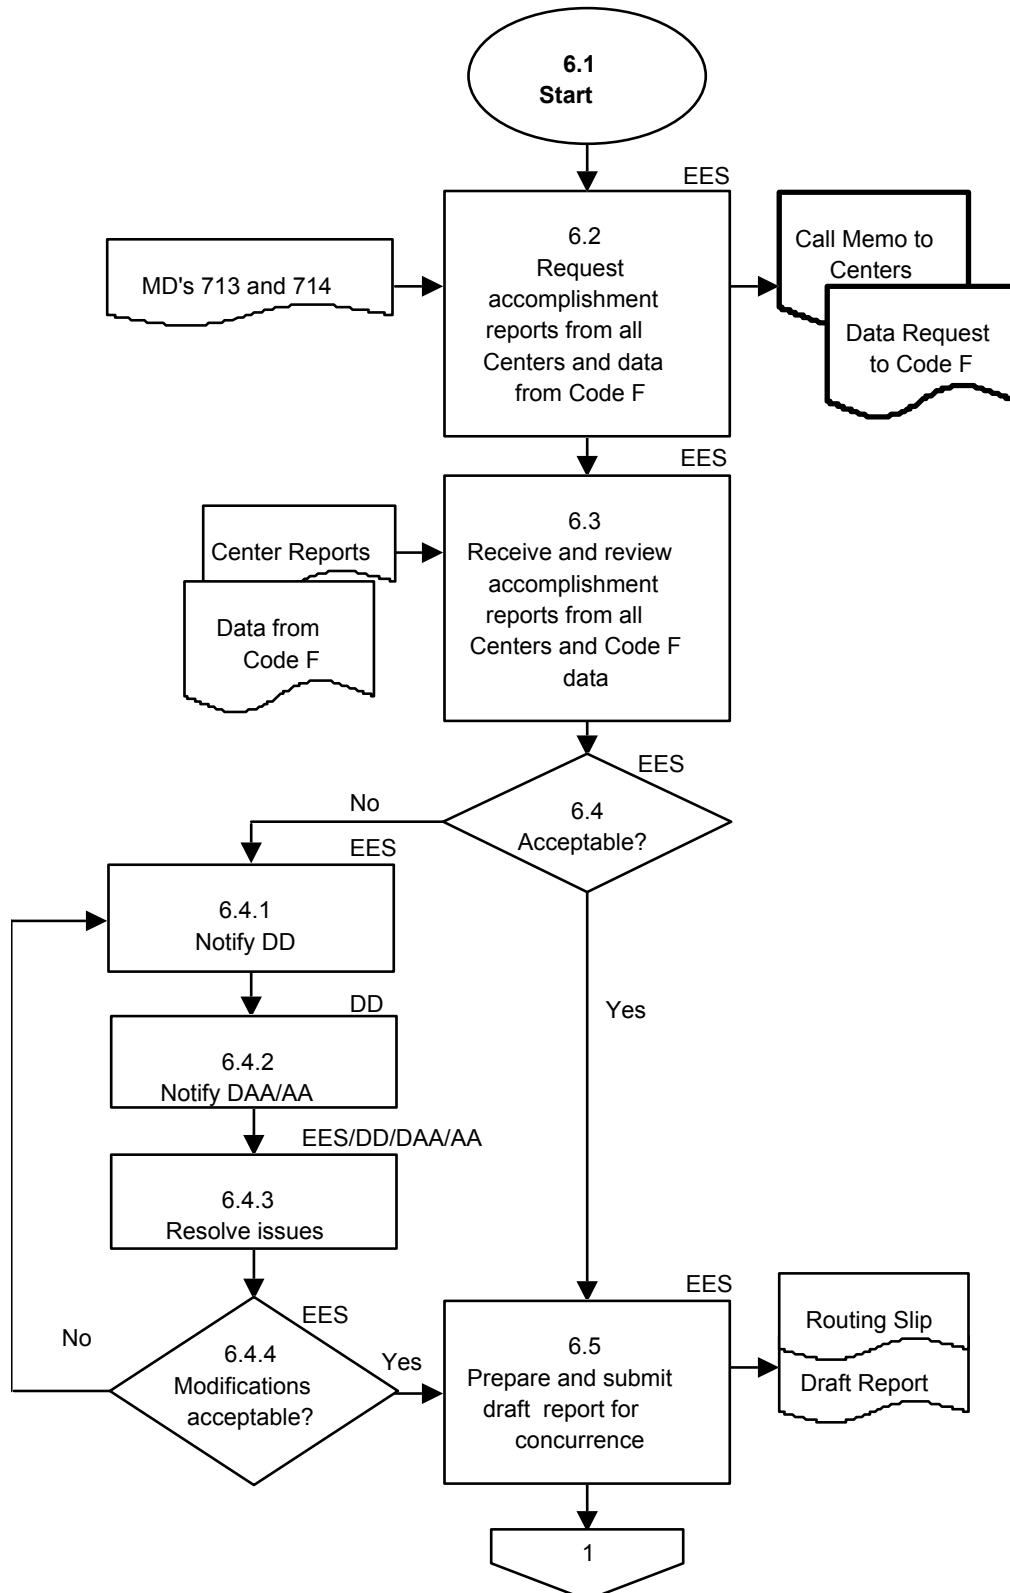 6.1
Start
EES
6.2
Request
accomplishment
reports from all
Centers and data
from Code F
MD's 713 and 714
Call Memo to
Centers
Data Request
to Code F
EES
6.3
Receive and review
accomplishment
reports from all
Centers and Code F
data
Center Reports
Data from
Code F
EES
6.4
Acceptable?
No
EES
6.4.1
Notify DD
DD
6.4.2
Notify DAA/AA
Yes
EES/DD/DAA/AA
6.4.3
Resolve issues
EES
6.4.4
Modifications
acceptable?
No
Yes
EES
6.5
Prepare and submit
draft report for
concurrence
Routing Slip
Draft Report
1